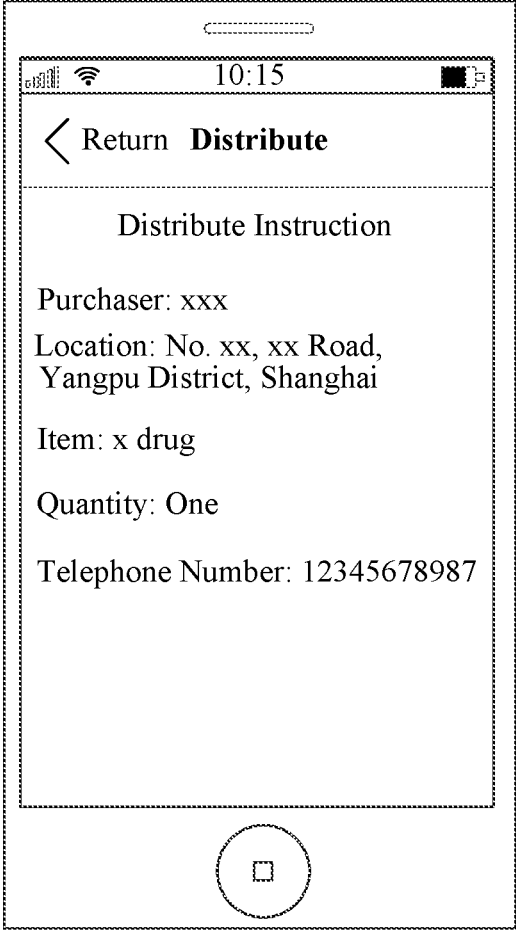 10:15
Return Distribute
Distribute Instruction
Purchaser: xxx
Location: No. xx, xx Road,
Yangpu District, Shanghai
Item: x drug
Quantity: One
Telephone Number: 12345678987